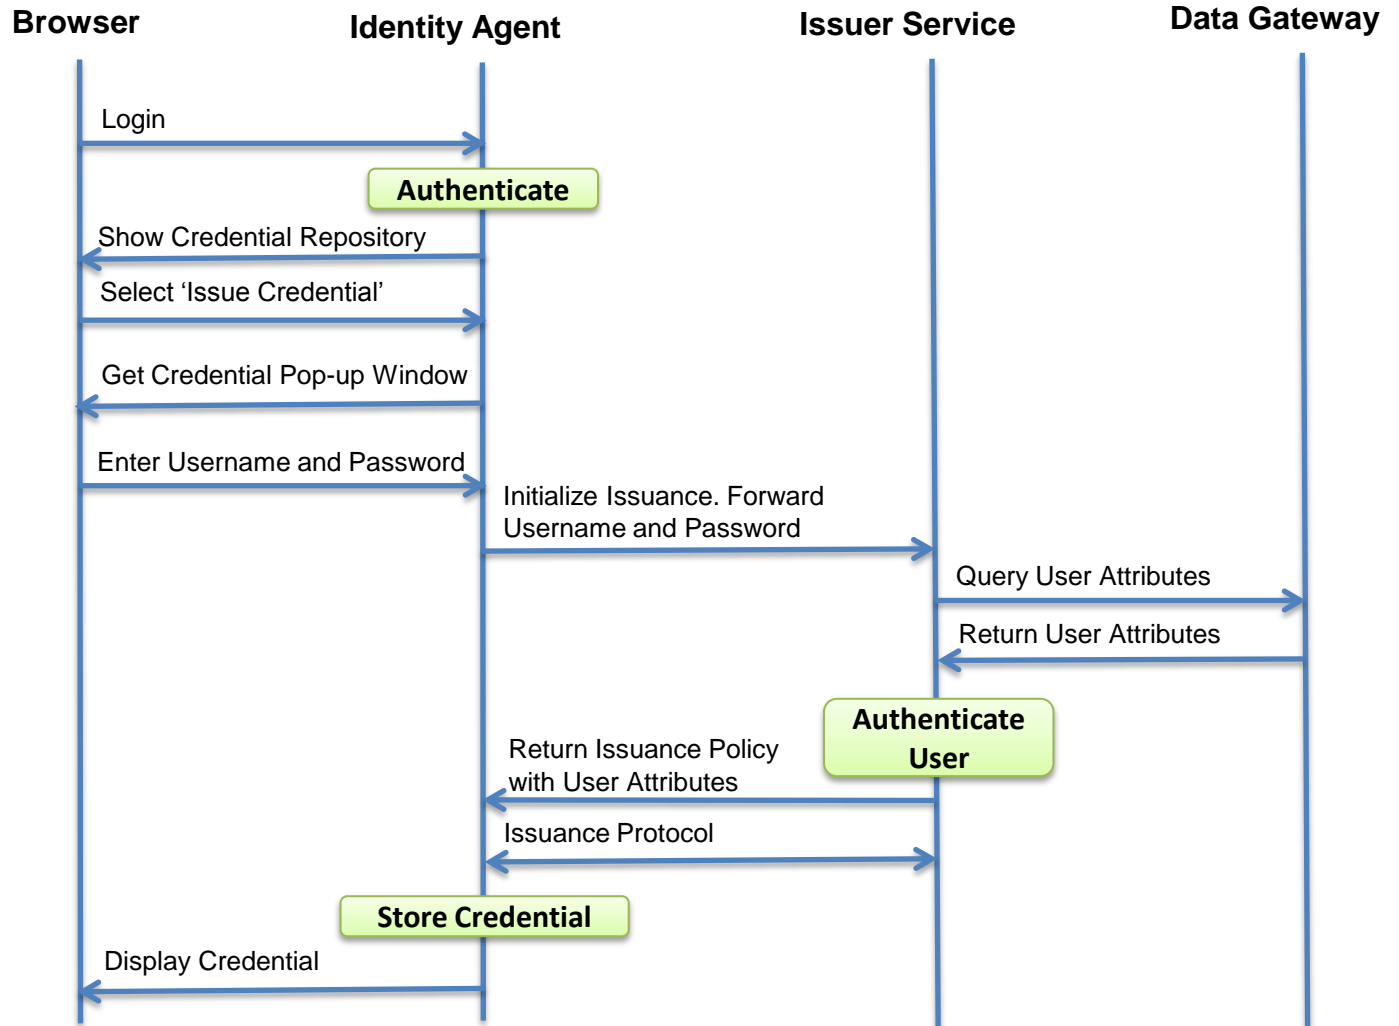 Browser
Identity Agent
Issuer Service
Data Gateway
Login
Authenticate
Show Credential Repository
Select ‘Issue Credential’
Get Credential Pop-up Window
Enter Username and Password
Initialize Issuance. Forward
Username and Password
Query User Attributes
Return User Attributes
Authenticate
User
Return Issuance Policy
with User Attributes
Issuance Protocol
Store Credential
Display Credential